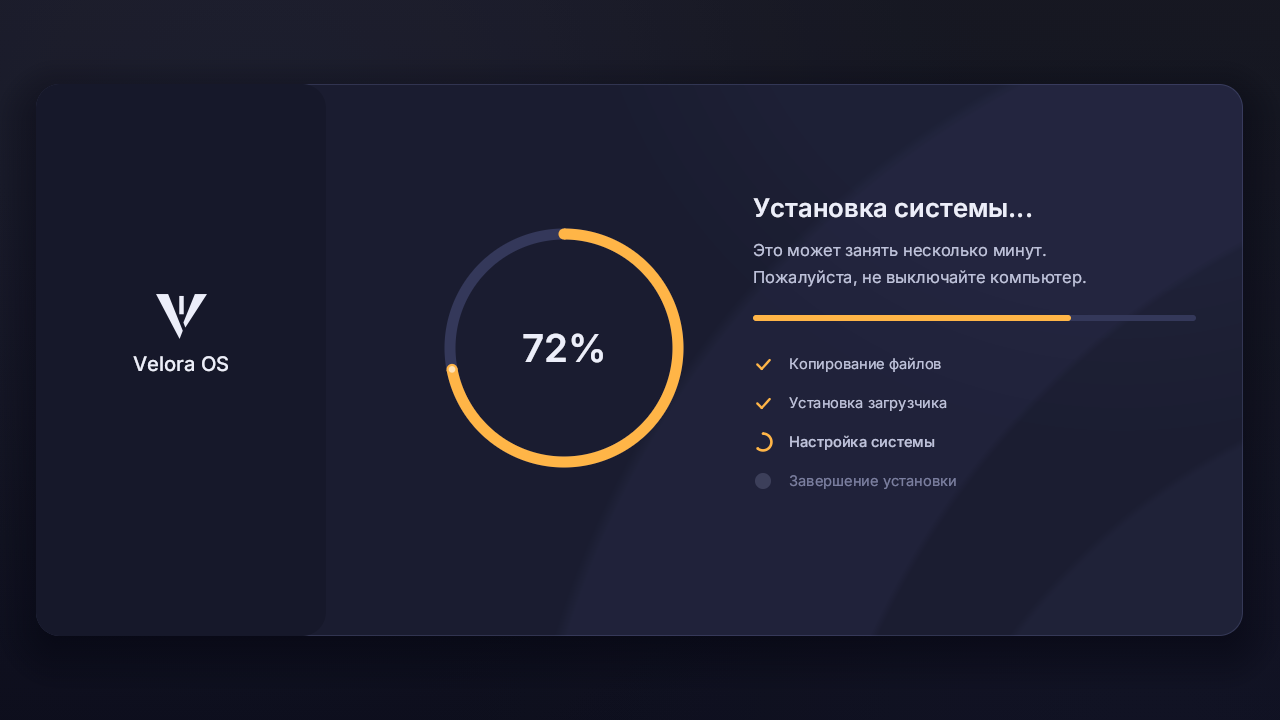 Velora OS
72%
Установка системы...
Это может занять несколько минут.
Пожалуйста, не выключайте компьютер.
Копирование файлов
Установка загрузчика
Настройка системы
Завершение установки